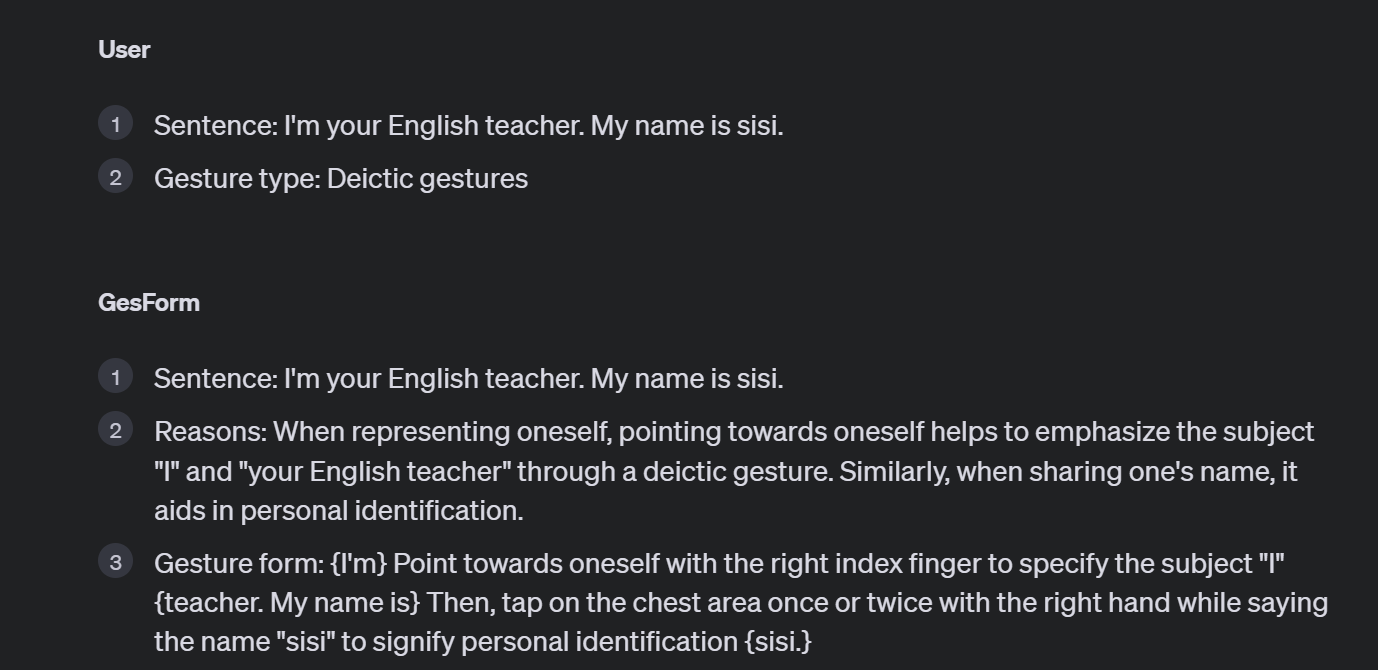 User
1 Sentence: I'm your English teacher. My name is sisi.
2 Gesture type: Deictic gestures
GesForm
1 Sentence: I'm your English teacher. My name is sisi.
2 Reasons: When representing oneself, pointing towards oneself helps to emphasize the subject
"I" and "your English teacher" through a deictic gesture. Similarly, when sharing one's name, it
aids in personal identification.
3 Gesture form: {I'm} Point towards oneself with the right index finger to specify the subject "I"
{teacher. My name is} Then, tap on the chest area once or twice with the right hand while saying
the name "sisi" to signify personal identification {sisi.}